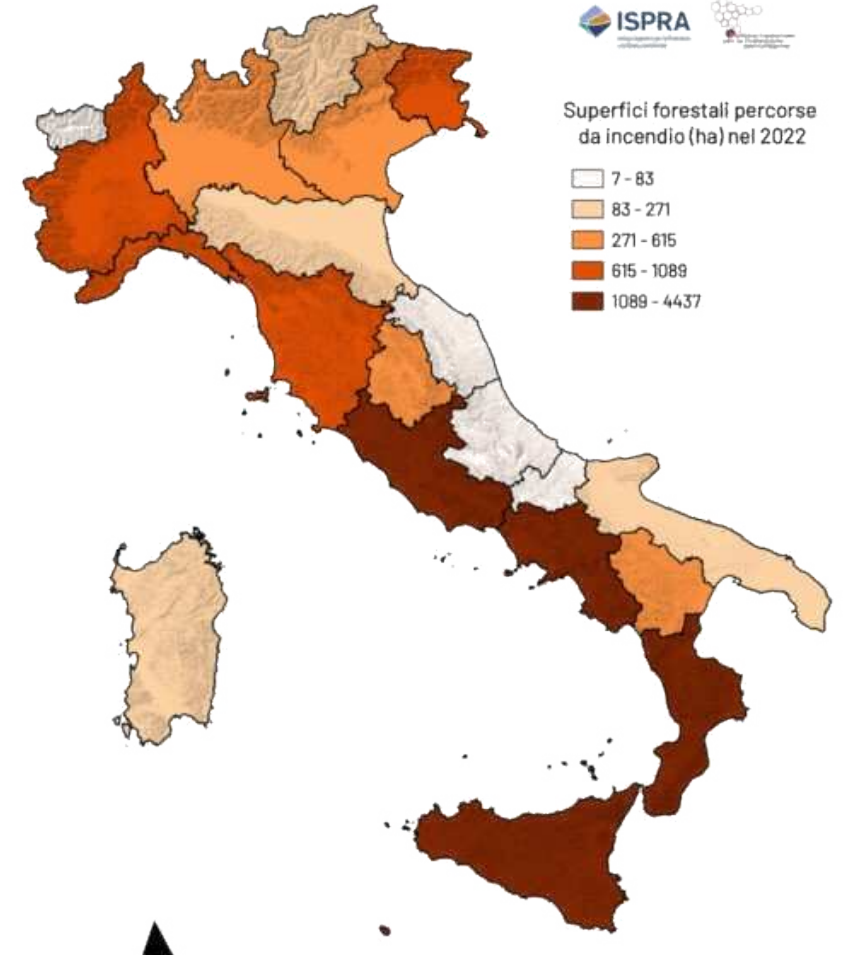 ISPRA
Superfici forestali percorse
da incendio (ha) nel 2022
7 - 83
83 - 271
271 - 615
615 - 1089
1089 - 4437